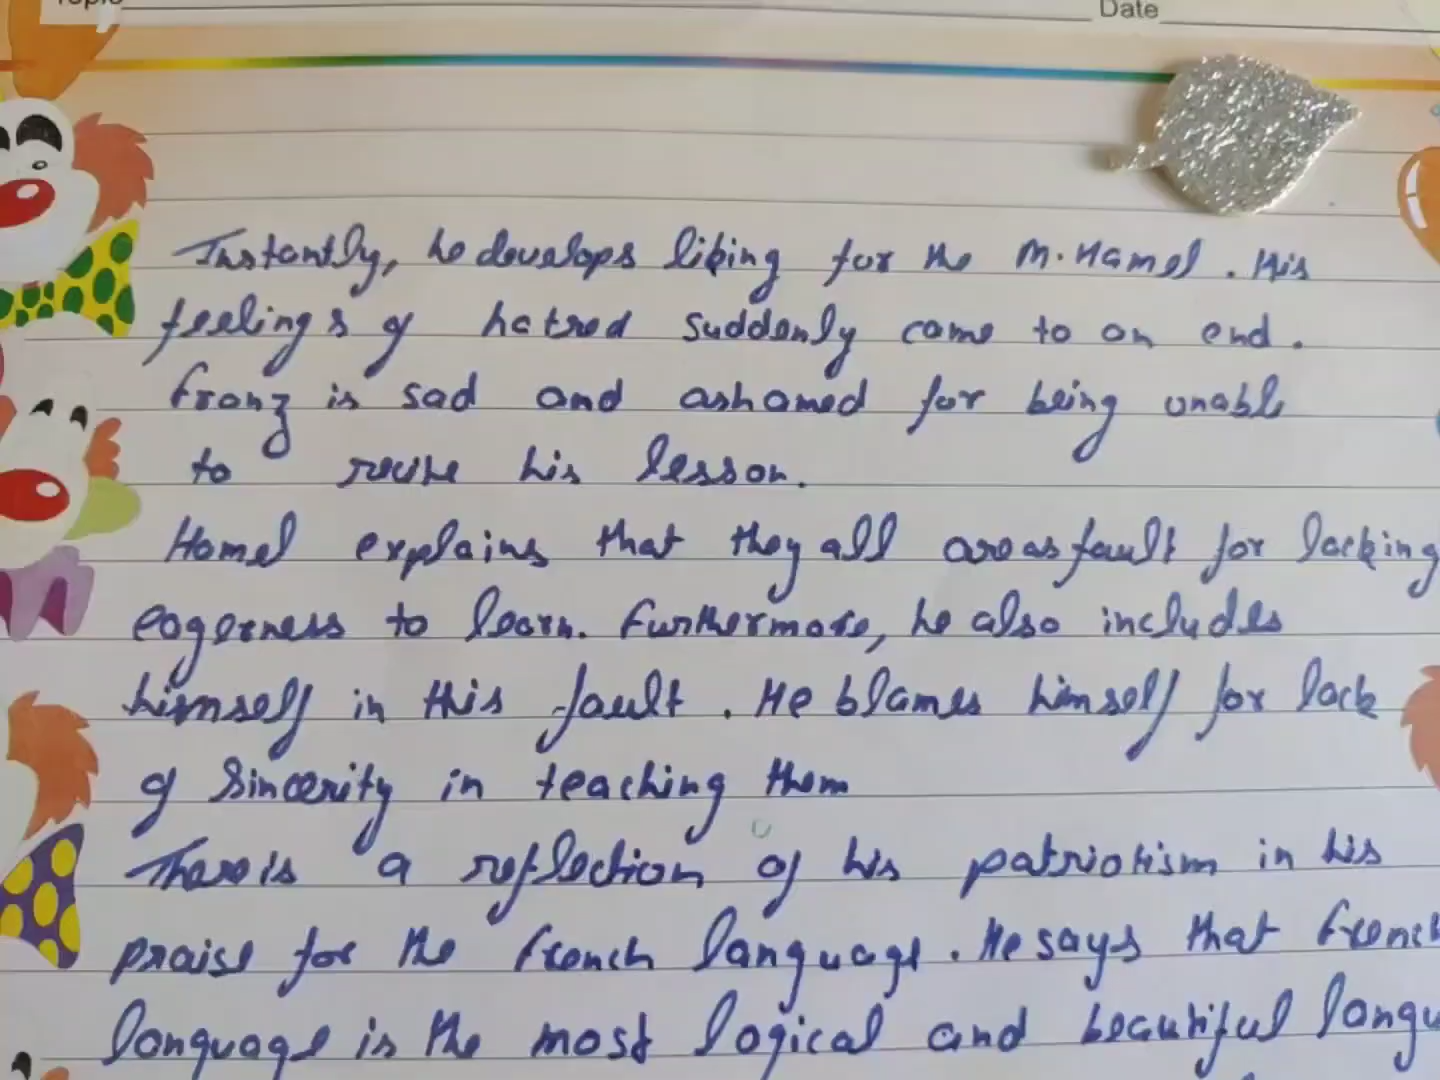 Topic Date
Instantly, he develops liking for the M. Hamel. His
feelings of hatred suddenly came to an end.
Franz is sad and ashamed for being unable
to recite his lesson.
Hamel explains that they all are as fault for lacking
eagerness to learn. Furthermore, he also includes
himself in this fault. He blames himself for lack
of Sincerity in teaching them
There is a reflection of his patriotism in his
praise for the French language. He says that French
language is the most logical and beautiful langu